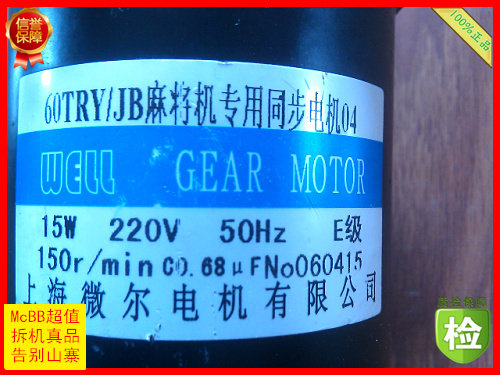 信誉
保障
100%正品
60TRY/JB麻将机专用同步电机04
WELL GEAR MOTOR
15W 220V 50Hz E级
150r/min C0.68μF No060415
上海微尔电机有限公司
McBB超值
拆机真品
告别山寨
检